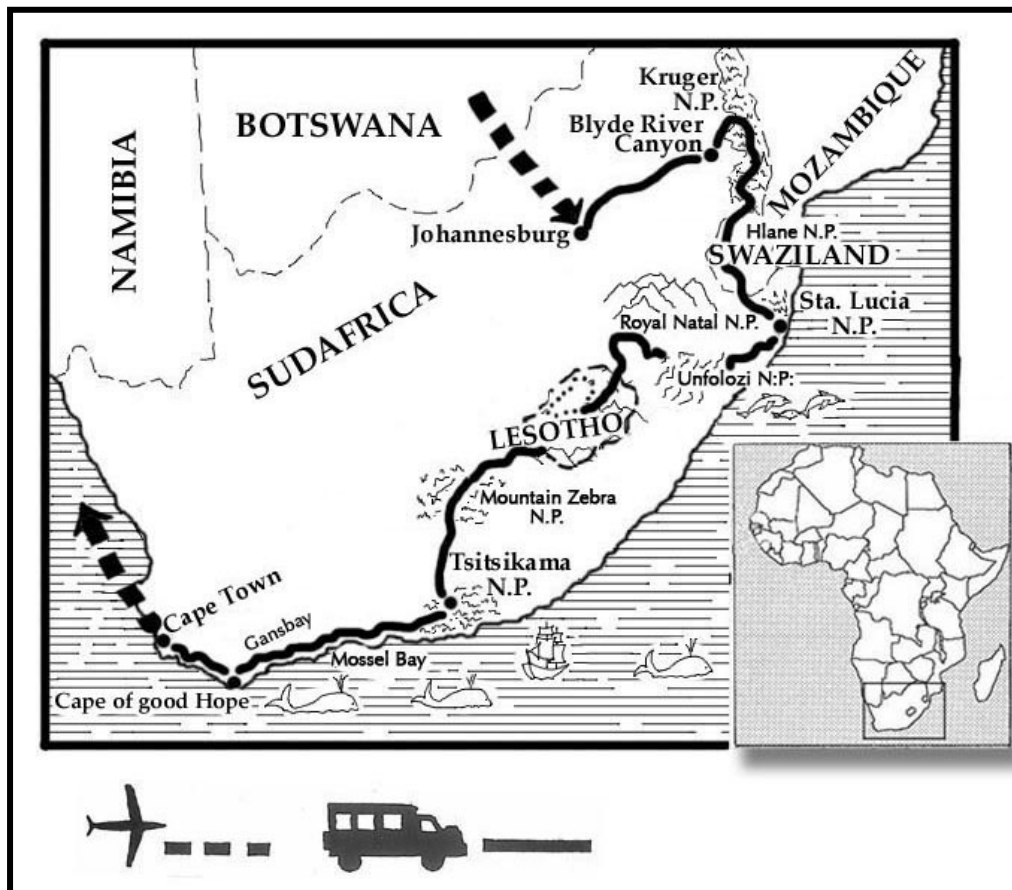 Kruger
N.P.
BOTSWANA
Blyde River
Canyon
MOZAMBIQUE
NAMIBIA
Johannesburg
Hlane N.P.
SWAZILAND
SUDAFRICA
Sta. Lucia
N.P.
Royal Natal N.P.
Unfolozi N:P:
LESOTHO
Mountain Zebra
N.P.
Tsitsikama
N.P.
Cape Town
Gansbay
Mossel Bay
Cape of good Hope